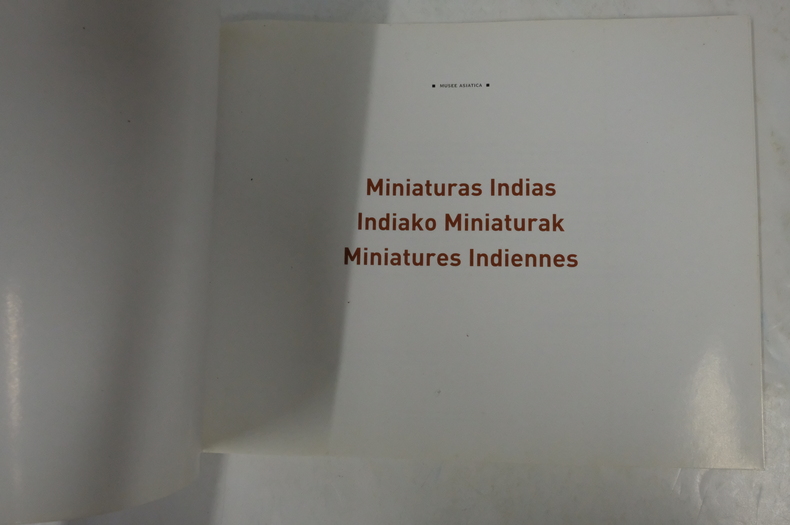 MUSEE ASIATICA
Miniaturas Indias
Indiako Miniaturak
Miniatures Indiennes